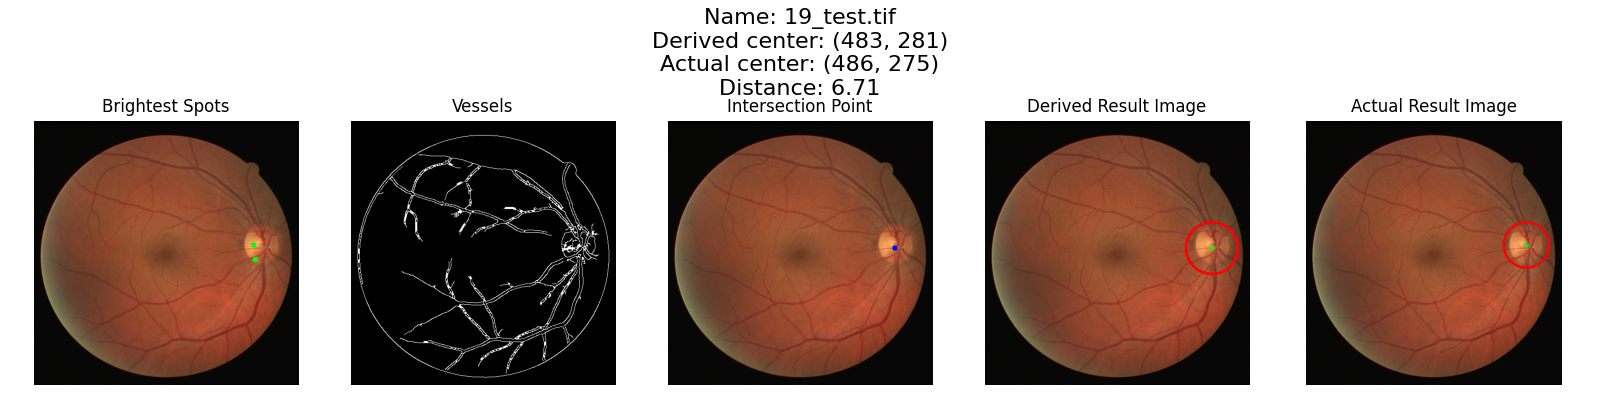 Name: 19_test.tif
Derived center: (483, 281)
Actual center: (486, 275)
Distance: 6.71
Brightest Spots
Vessels
Intersection Point
Derived Result Image
Actual Result Image